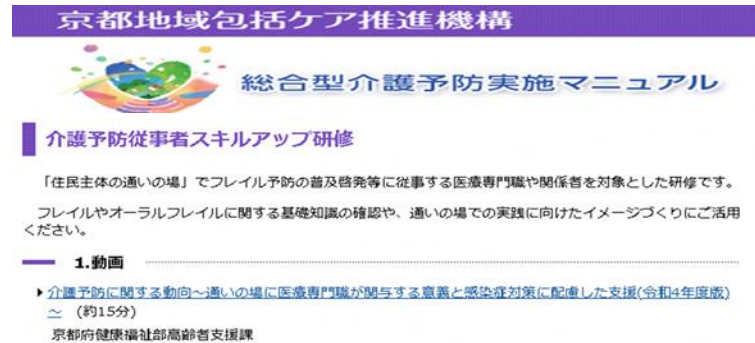 京都地域包括ケア推進機構
総合型介護予防実施マニュアル
介護予防従事者スキルアップ研修
「住民主体の通いの場」でフレイル予防の普及啓発等に従事する医療専門職や関係者を対象とした研修です。
フレイルやオーラルフレイルに関する基礎知識の確認や、通いの場での実践に向けたイメージづくりにご活用
ください。
1.動画
介護予防に関する動向～通いの場に医療専門職が関与する意義と感染症対策に配慮した支援(令和4年度版)
～ (約15分)
京都府健康福祉部高齢者支援課